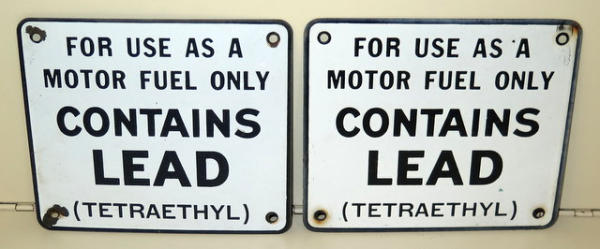 FOR USE AS A
MOTOR FUEL ONLY
CONTAINS
LEAD
(TETRAETHYL)
FOR USE AS A
MOTOR FUEL ONLY
CONTAINS
LEAD
(TETRAETHYL)